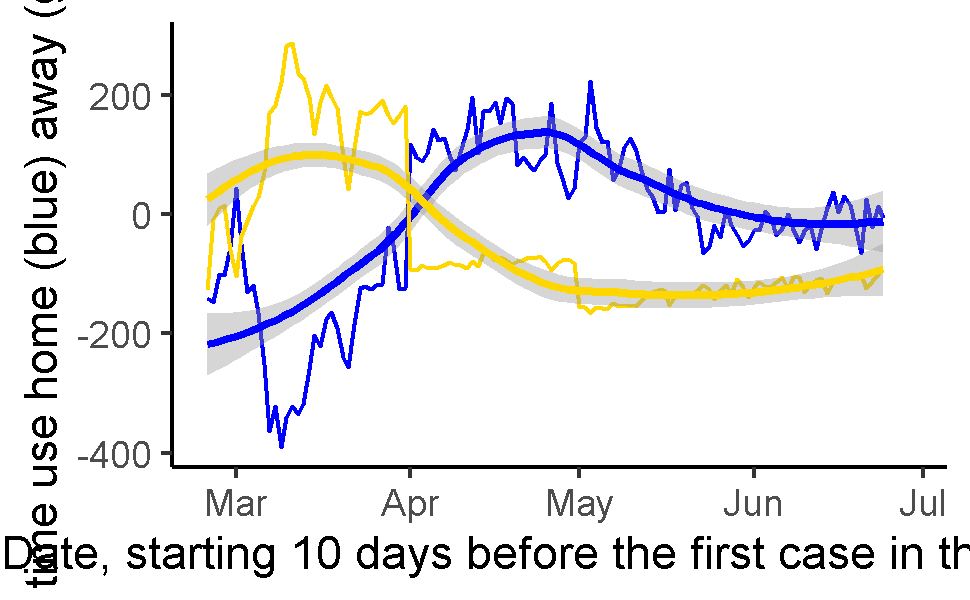 time use home (blue) away (
200
0
-200
-400
Mar Apr May Jun Jul
Date, starting 10 days before the first case in th